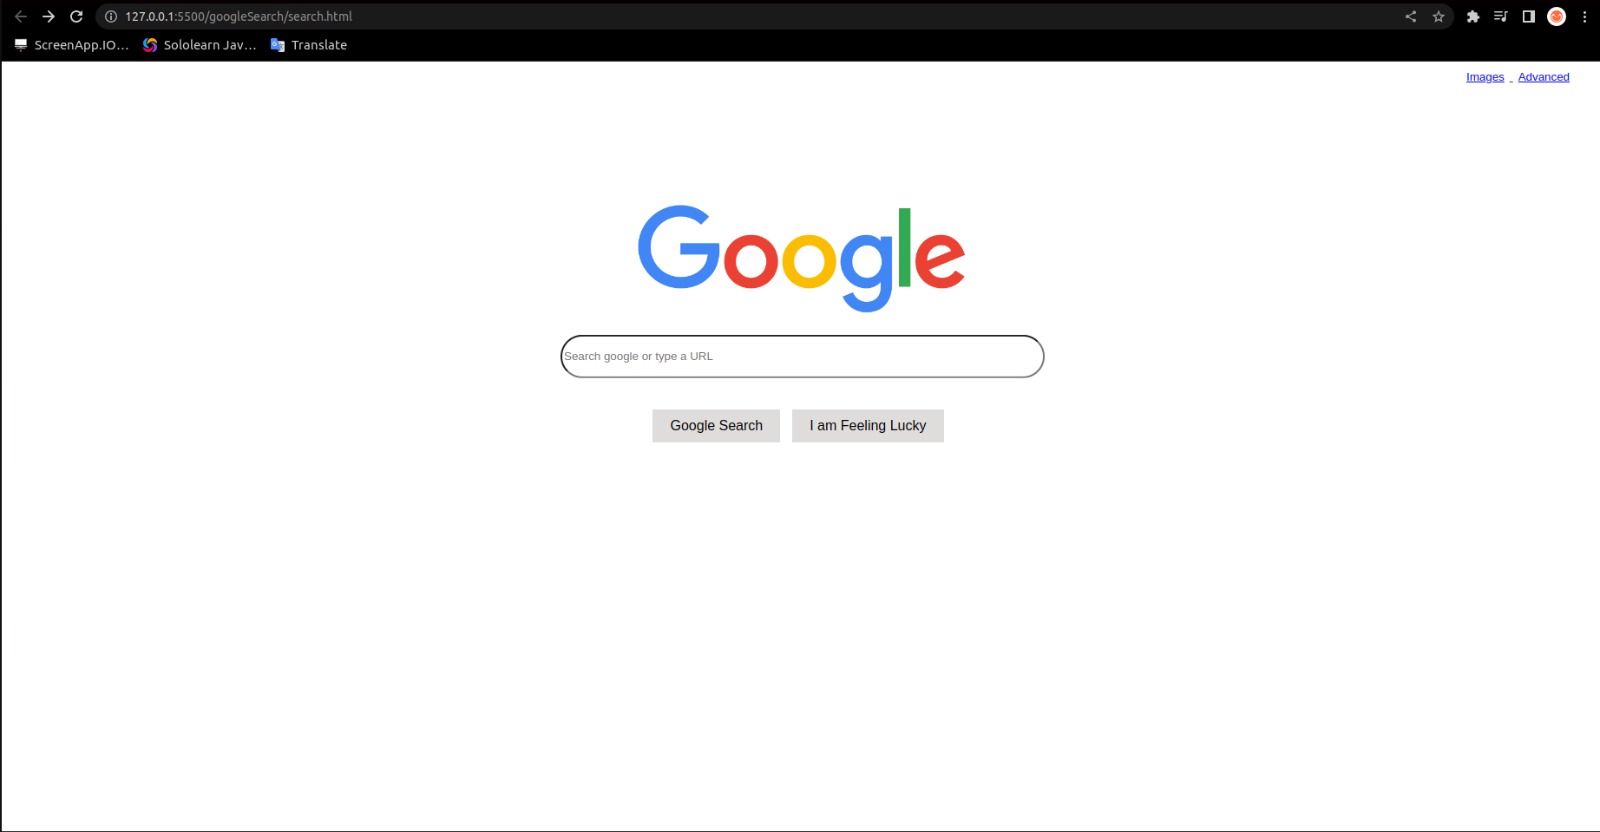 127.0.0.1:5500/googleSearch/search.html
ScreenApp.IO... Sololearn Jav... Translate
Images Advanced
Google
Search google or type a URL
Google Search I am Feeling Lucky